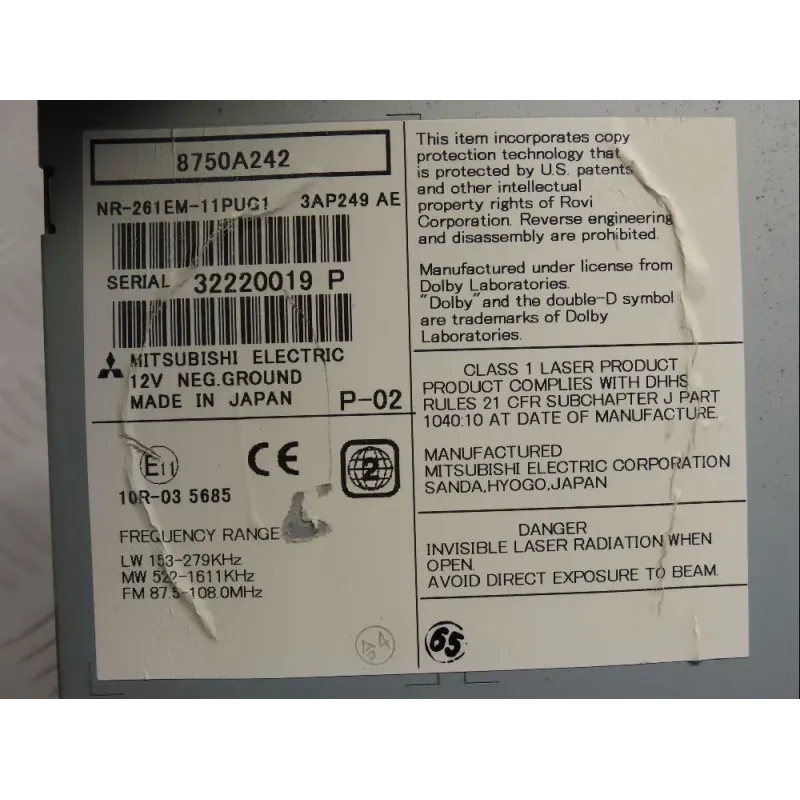 8750A242
NR-261EM-11PUG1 3AP249 AE
SERIAL 32220019 P
MITSUBISHI ELECTRIC
12V NEG.GROUND
MADE IN JAPAN P-02
E11
CE
2
10R-03 5685
FREQUENCY RANGE
LW 153-279KHz
MW 522-1611KHz
FM 87.5-108.0MHz
This item incorporates copy
protection technology that
is protected by U.S. patents
and other intellectual
property rights of Rovi
Corporation. Reverse engineering
and disassembly are prohibited.
Manufactured under license from
Dolby Laboratories.
"Dolby"and the double-D symbol
are trademarks of Dolby
Laboratories.
CLASS 1 LASER PRODUCT
PRODUCT COMPLIES WITH DHHS
RULES 21 CFR SUBCHAPTER J PART
1040:10 AT DATE OF MANUFACTURE.
MANUFACTURED
MITSUBISHI ELECTRIC CORPORATION
SANDA,HYOGO,JAPAN
DANGER
INVISIBLE LASER RADIATION WHEN
OPEN.
AVOID DIRECT EXPOSURE TO BEAM.
65